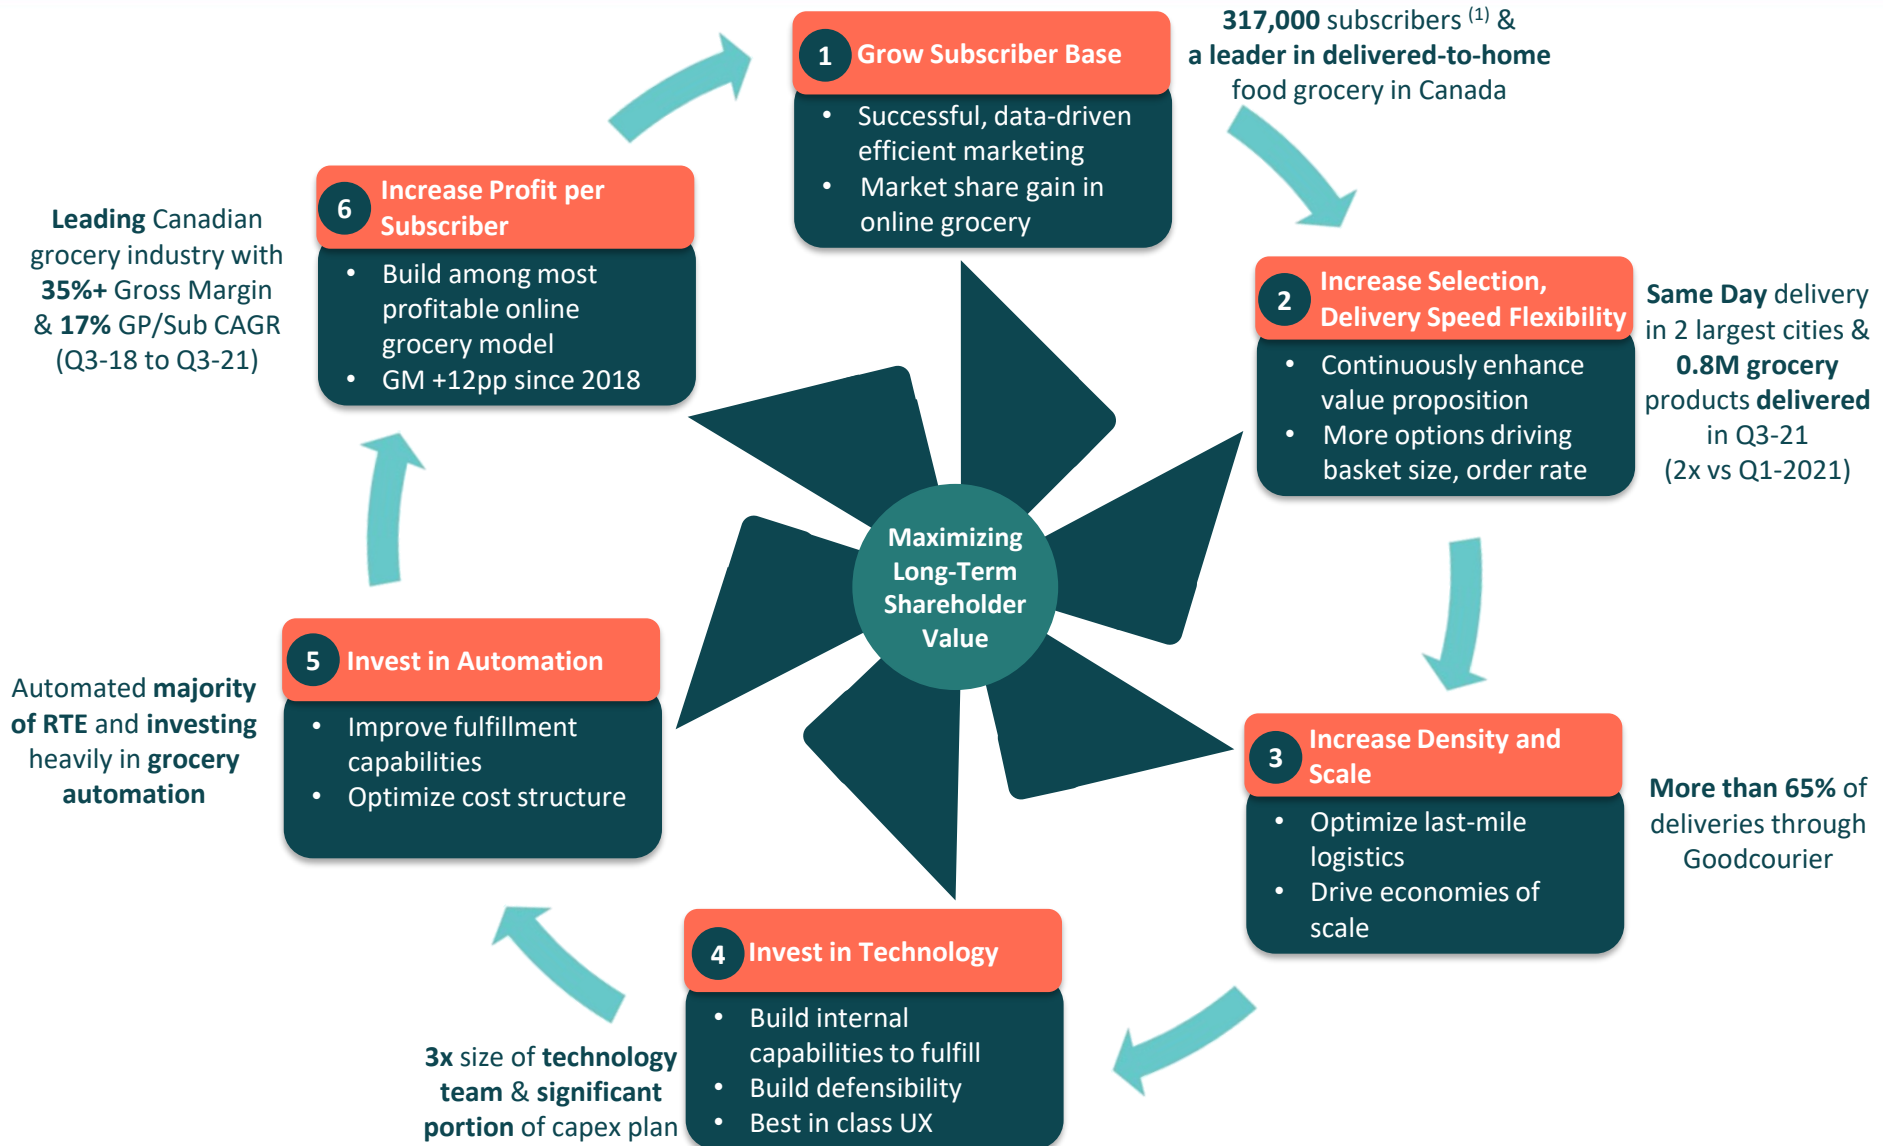 1 Grow Subscriber Base
• Successful, data-driven
efficient marketing
• Market share gain in
online grocery
317,000 subscribers (1) &
a leader in delivered-to-home
food grocery in Canada
2 Increase Selection,
Delivery Speed Flexibility
• Continuously enhance
value proposition
• More options driving
basket size, order rate
Same Day delivery
in 2 largest cities &
0.8M grocery
products delivered
in Q3-21
(2x vs Q1-2021)
3 Increase Density and
Scale
• Optimize last-mile
logistics
• Drive economies of
scale
More than 65% of
deliveries through
Goodcourier
4 Invest in Technology
• Build internal
capabilities to fulfill
• Build defensibility
• Best in class UX
3x size of technology
team & significant
portion of capex plan
5 Invest in Automation
• Improve fulfillment
capabilities
• Optimize cost structure
Automated majority
of RTE and investing
heavily in grocery
automation
6 Increase Profit per
Subscriber
• Build among most
profitable online
grocery model
• GM +12pp since 2018
Leading Canadian
grocery industry with
35%+ Gross Margin
& 17% GP/Sub CAGR
(Q3-18 to Q3-21)
Maximizing
Long-Term
Shareholder
Value